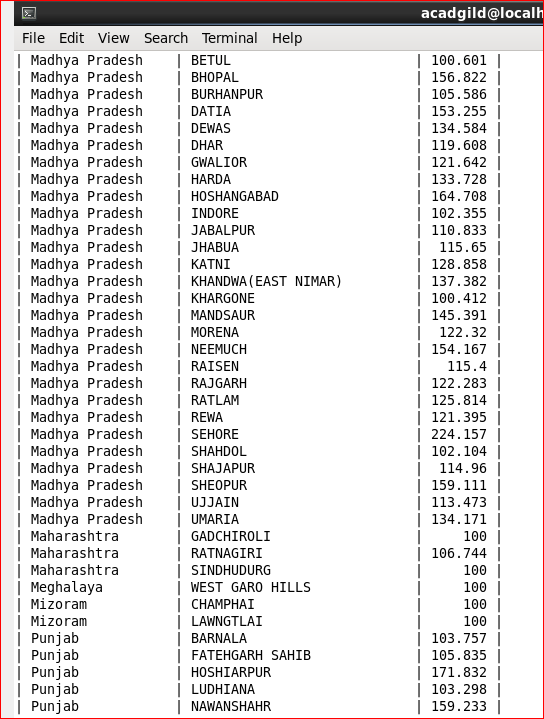 acadgild@localh
File Edit View Search Terminal Help
| Madhya Pradesh | BETUL | 100.601 |
| Madhya Pradesh | BHOPAL | 156.822 |
| Madhya Pradesh | BURHANPUR | 105.586 |
| Madhya Pradesh | DATIA | 153.255 |
| Madhya Pradesh | DEWAS | 134.584 |
| Madhya Pradesh | DHAR | 119.608 |
| Madhya Pradesh | GWALIOR | 121.642 |
| Madhya Pradesh | HARDA | 133.728 |
| Madhya Pradesh | HOSHANGABAD | 164.708 |
| Madhya Pradesh | INDORE | 102.355 |
| Madhya Pradesh | JABALPUR | 110.833 |
| Madhya Pradesh | JHABUA | 115.65 |
| Madhya Pradesh | KATNI | 128.858 |
| Madhya Pradesh | KHANDWA(EAST NIMAR) | 137.382 |
| Madhya Pradesh | KHARGONE | 100.412 |
| Madhya Pradesh | MANDSAUR | 145.391 |
| Madhya Pradesh | MORENA | 122.32 |
| Madhya Pradesh | NEEMUCH | 154.167 |
| Madhya Pradesh | RAISEN | 115.4 |
| Madhya Pradesh | RAJGARH | 122.283 |
| Madhya Pradesh | RATLAM | 125.814 |
| Madhya Pradesh | REWA | 121.395 |
| Madhya Pradesh | SEHORE | 224.157 |
| Madhya Pradesh | SHAHDOL | 102.104 |
| Madhya Pradesh | SHAJAPUR | 114.96 |
| Madhya Pradesh | SHEOPUR | 159.111 |
| Madhya Pradesh | UJJAIN | 113.473 |
| Madhya Pradesh | UMARIA | 134.171 |
| Maharashtra | GADCHIROLI | 100 |
| Maharashtra | RATNAGIRI | 106.744 |
| Maharashtra | SINDHUDURG | 100 |
| Meghalaya | WEST GARO HILLS | 100 |
| Mizoram | CHAMPHAI | 100 |
| Mizoram | LAWNGTLAI | 100 |
| Punjab | BARNALA | 103.757 |
| Punjab | FATEHGARH SAHIB | 105.835 |
| Punjab | HOSHIARPUR | 171.832 |
| Punjab | LUDHIANA | 103.298 |
| Punjab | NAWANSHAHR | 159.233 |